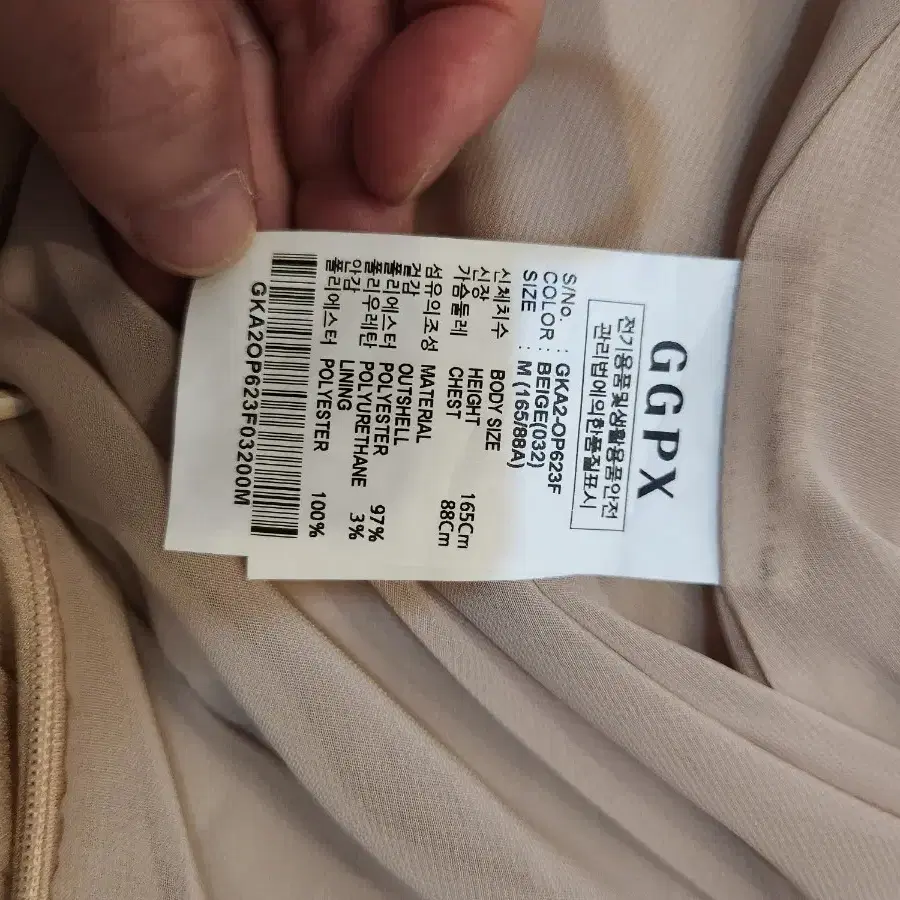 GGPX
전기용품및생활용품안전
관리법에의한품질표시
S/No. : GKA2-OP623F
COLOR : BEIGE(032)
SIZE : M (165/88A)
신체치수 BODY SIZE
신장 HEIGHT 165Cm
가슴둘레 CHEST 88Cm
섬유의조성 MATERIAL
겉감 OUTSHELL
폴리에스터 POLYESTER 97%
폴리우레탄 POLYURETHANE 3%
안감 LINING
폴리에스터 POLYESTER 100%
GKA2OP623F03200M